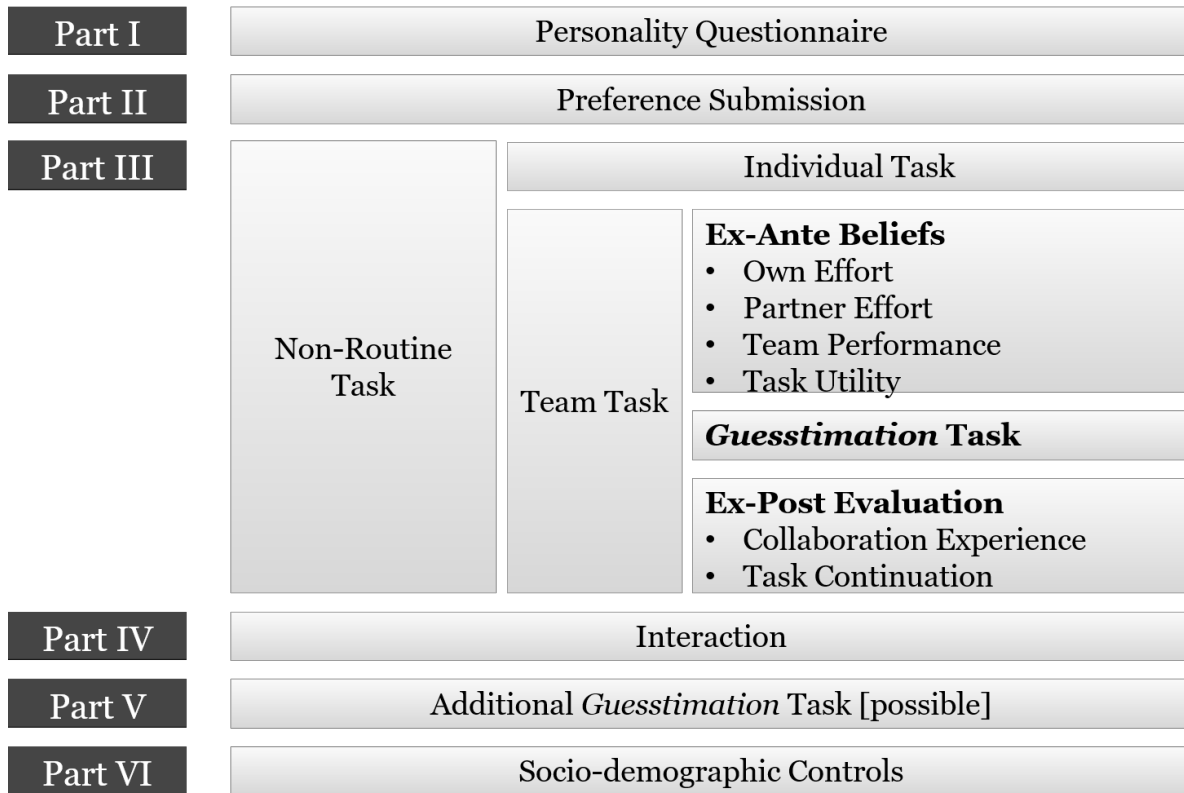 Part I
Personality Questionnaire
Part II
Preference Submission
Part III
Non-Routine
Task
Individual Task
Team Task
Ex-Ante Beliefs
• Own Effort
• Partner Effort
• Team Performance
• Task Utility
Guesstimation Task
Ex-Post Evaluation
• Collaboration Experience
• Task Continuation
Part IV
Interaction
Part V
Additional Guesstimation Task [possible]
Part VI
Socio-demographic Controls